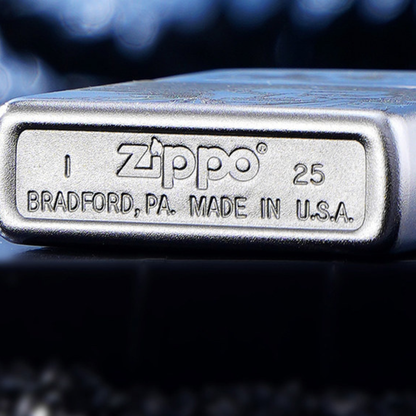 I zippo® 25
BRADFORD, PA. MADE IN U.S.A.